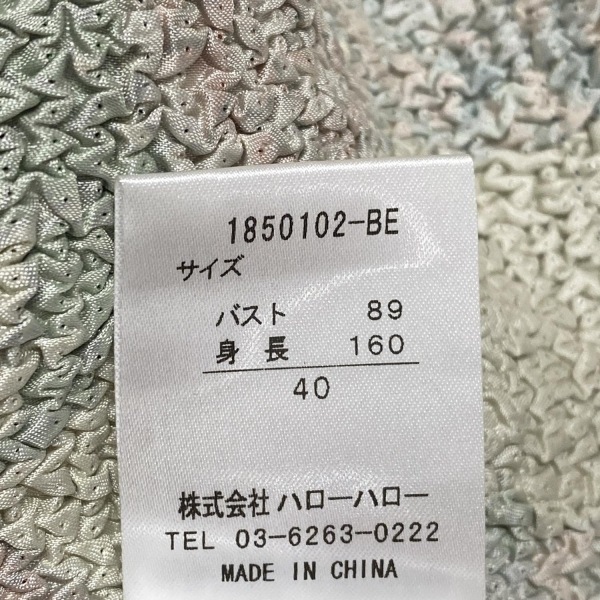 1850102-BE
サイズ
バスト 89
身長 160
40
株式会社 ハローハロー
TEL 03-6263-0222
MADE IN CHINA